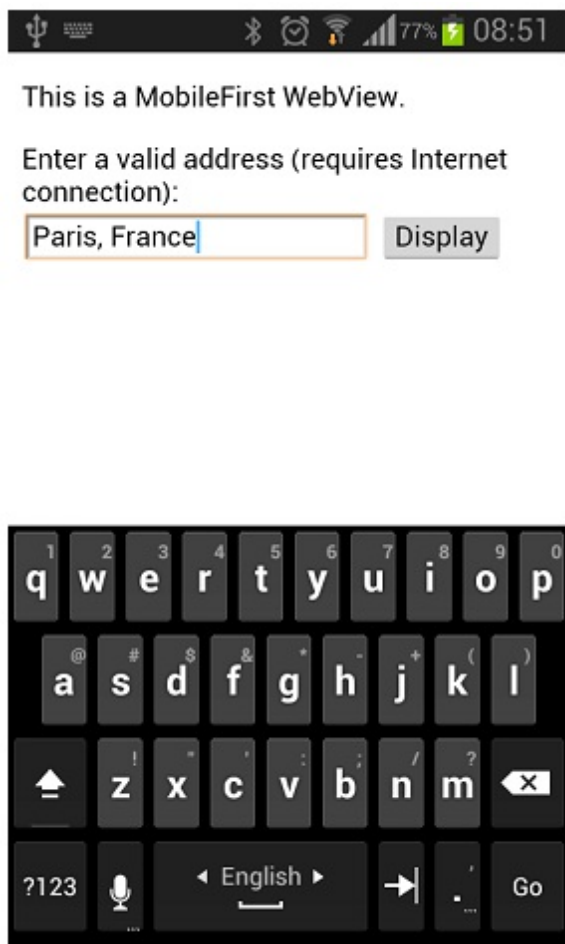 77% 08:51
This is a MobileFirst WebView.
Enter a valid address (requires Internet
connection):
Paris, France Display
1 2 3 4 5 6 7 8 9 0
q w e r t y u i o p
@ # $ & * - + ( )
a s d f g h j k l
! " ' : ; / ?
z x c v b n m
?123 English . ' Go